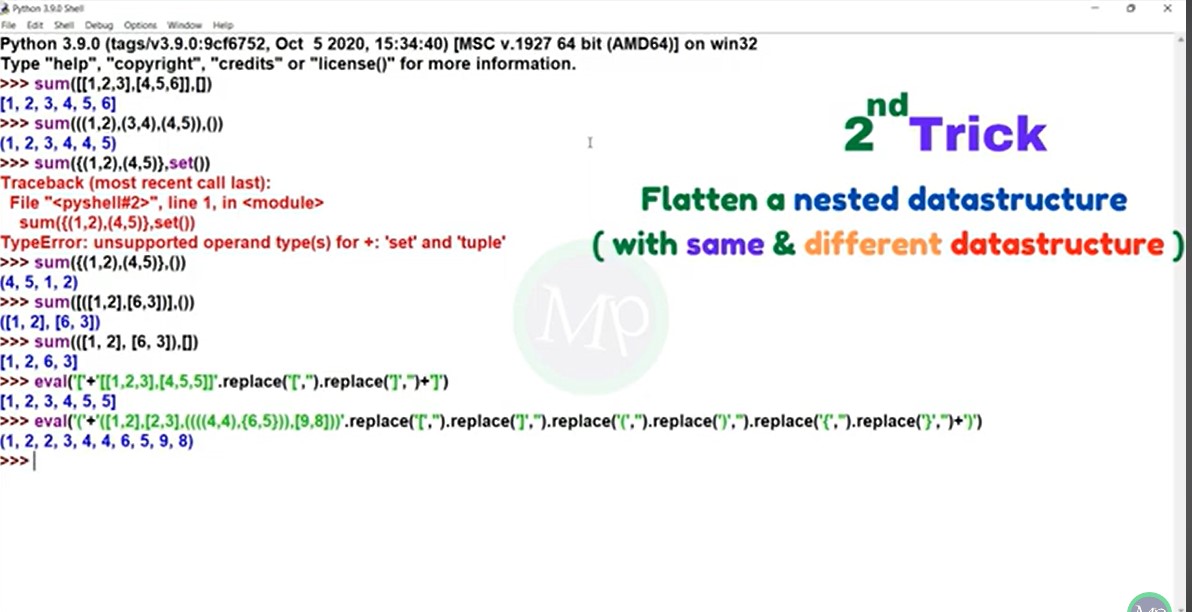 Python 3.9.0 Shell
File Edit Shell Debug Options Window Help
Python 3.9.0 (tags/v3.9.0:9cf6752, Oct 5 2020, 15:34:40) [MSC v.1927 64 bit (AMD64)] on win32
Type "help", "copyright", "credits" or "license()" for more information.
>>> sum([[1,2,3],[4,5,6]],[])
[1, 2, 3, 4, 5, 6]
>>> sum(((1,2),(3,4),(4,5)),())
(1, 2, 3, 4, 4, 5)
>>> sum({(1,2),(4,5)},set())
Traceback (most recent call last):
File "<pyshell#2>", line 1, in <module>
sum({(1,2),(4,5)},set())
TypeError: unsupported operand type(s) for +: 'set' and 'tuple'
>>> sum({(1,2),(4,5)},())
(4, 5, 1, 2)
>>> sum([([1,2],[6,3])],())
([1, 2], [6, 3])
>>> sum(([1, 2], [6, 3]),[])
[1, 2, 6, 3]
>>> eval('['+'[[1,2,3],[4,5,5]]'.replace('[','').replace(']','')+']')
[1, 2, 3, 4, 5, 5]
>>> eval('('+'([1,2],[2,3],((((4,4),{6,5})),[9,8]))'.replace('[','').replace(']','').replace('(','').replace(')','').replace('{','').replace('}','')+')')
(1, 2, 2, 3, 4, 4, 6, 5, 9, 8)
>>>
2nd Trick
Flatten a nested datastructure
( with same & different datastructure )
Mp
Mp